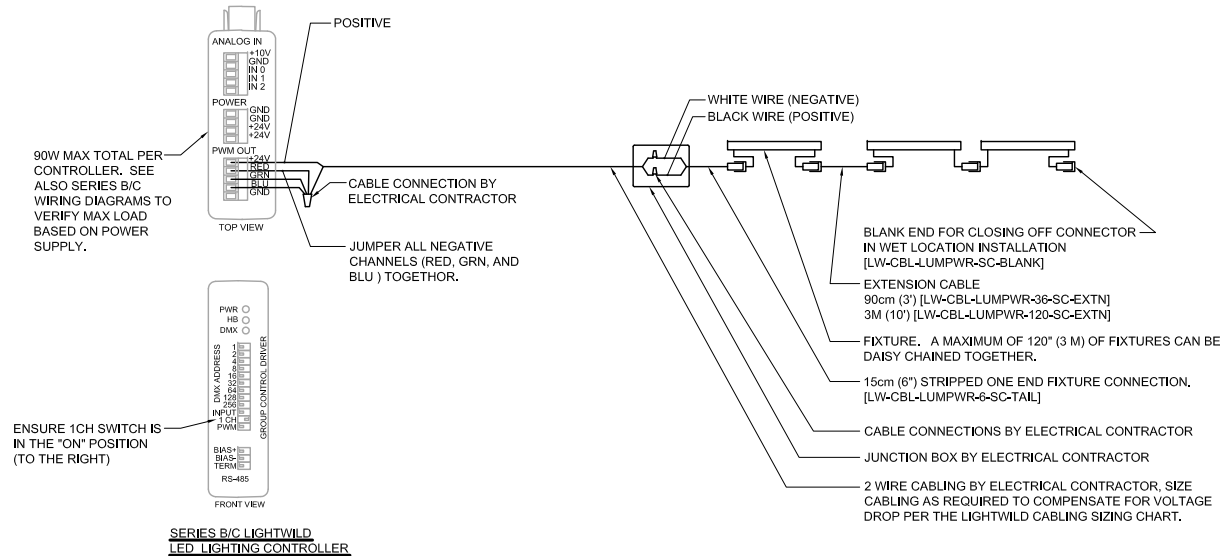 POSITIVE
ANALOG IN
+10V
GND
IN 0
IN 1
IN 2
POWER
GND
GND
+24V
+24V
PWM OUT
+24V
RED
GRN
BLU
GND
TOP VIEW
90W MAX TOTAL PER
CONTROLLER. SEE
ALSO SERIES B/C
WIRING DIAGRAMS TO
VERIFY MAX LOAD
BASED ON POWER
SUPPLY.
CABLE CONNECTION BY
ELECTRICAL CONTRACTOR
JUMPER ALL NEGATIVE
CHANNELS (RED, GRN, AND
BLU ) TOGETHOR.
WHITE WIRE (NEGATIVE)
BLACK WIRE (POSITIVE)
BLANK END FOR CLOSING OFF CONNECTOR
IN WET LOCATION INSTALLATION
[LW-CBL-LUMPWR-SC-BLANK]
EXTENSION CABLE
90cm (3') [LW-CBL-LUMPWR-36-SC-EXTN]
3M (10') [LW-CBL-LUMPWR-120-SC-EXTN]
FIXTURE. A MAXIMUM OF 120" (3 M) OF FIXTURES CAN BE
DAISY CHAINED TOGETHER.
15cm (6") STRIPPED ONE END FIXTURE CONNECTION.
[LW-CBL-LUMPWR-6-SC-TAIL]
CABLE CONNECTIONS BY ELECTRICAL CONTRACTOR
JUNCTION BOX BY ELECTRICAL CONTRACTOR
2 WIRE CABLING BY ELECTRICAL CONTRACTOR, SIZE
CABLING AS REQUIRED TO COMPENSATE FOR VOLTAGE
DROP PER THE LIGHTWILD CABLING SIZING CHART.
PWR
HB
DMX
DMX ADDRESS
1
2
4
8
16
32
64
128
256
INPUT
1 CH
PWM
GROUP CONTROL DRIVER
BIAS+
BIAS-
TERM
RS-485
FRONT VIEW
ENSURE 1CH SWITCH IS
IN THE "ON" POSITION
(TO THE RIGHT)
SERIES B/C LIGHTWILD
LED LIGHTING CONTROLLER